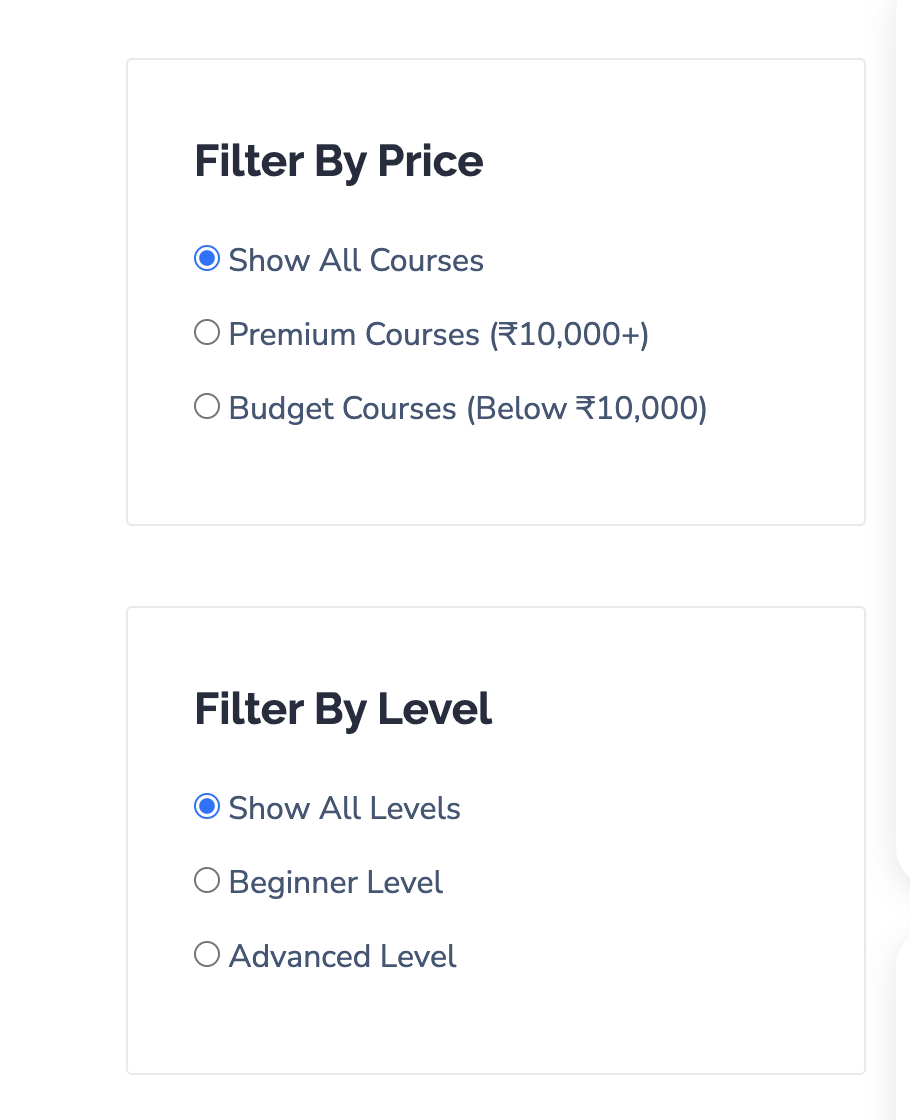 Filter By Price
Show All Courses
Premium Courses (₹10,000+)
Budget Courses (Below ₹10,000)
Filter By Level
Show All Levels
Beginner Level
Advanced Level